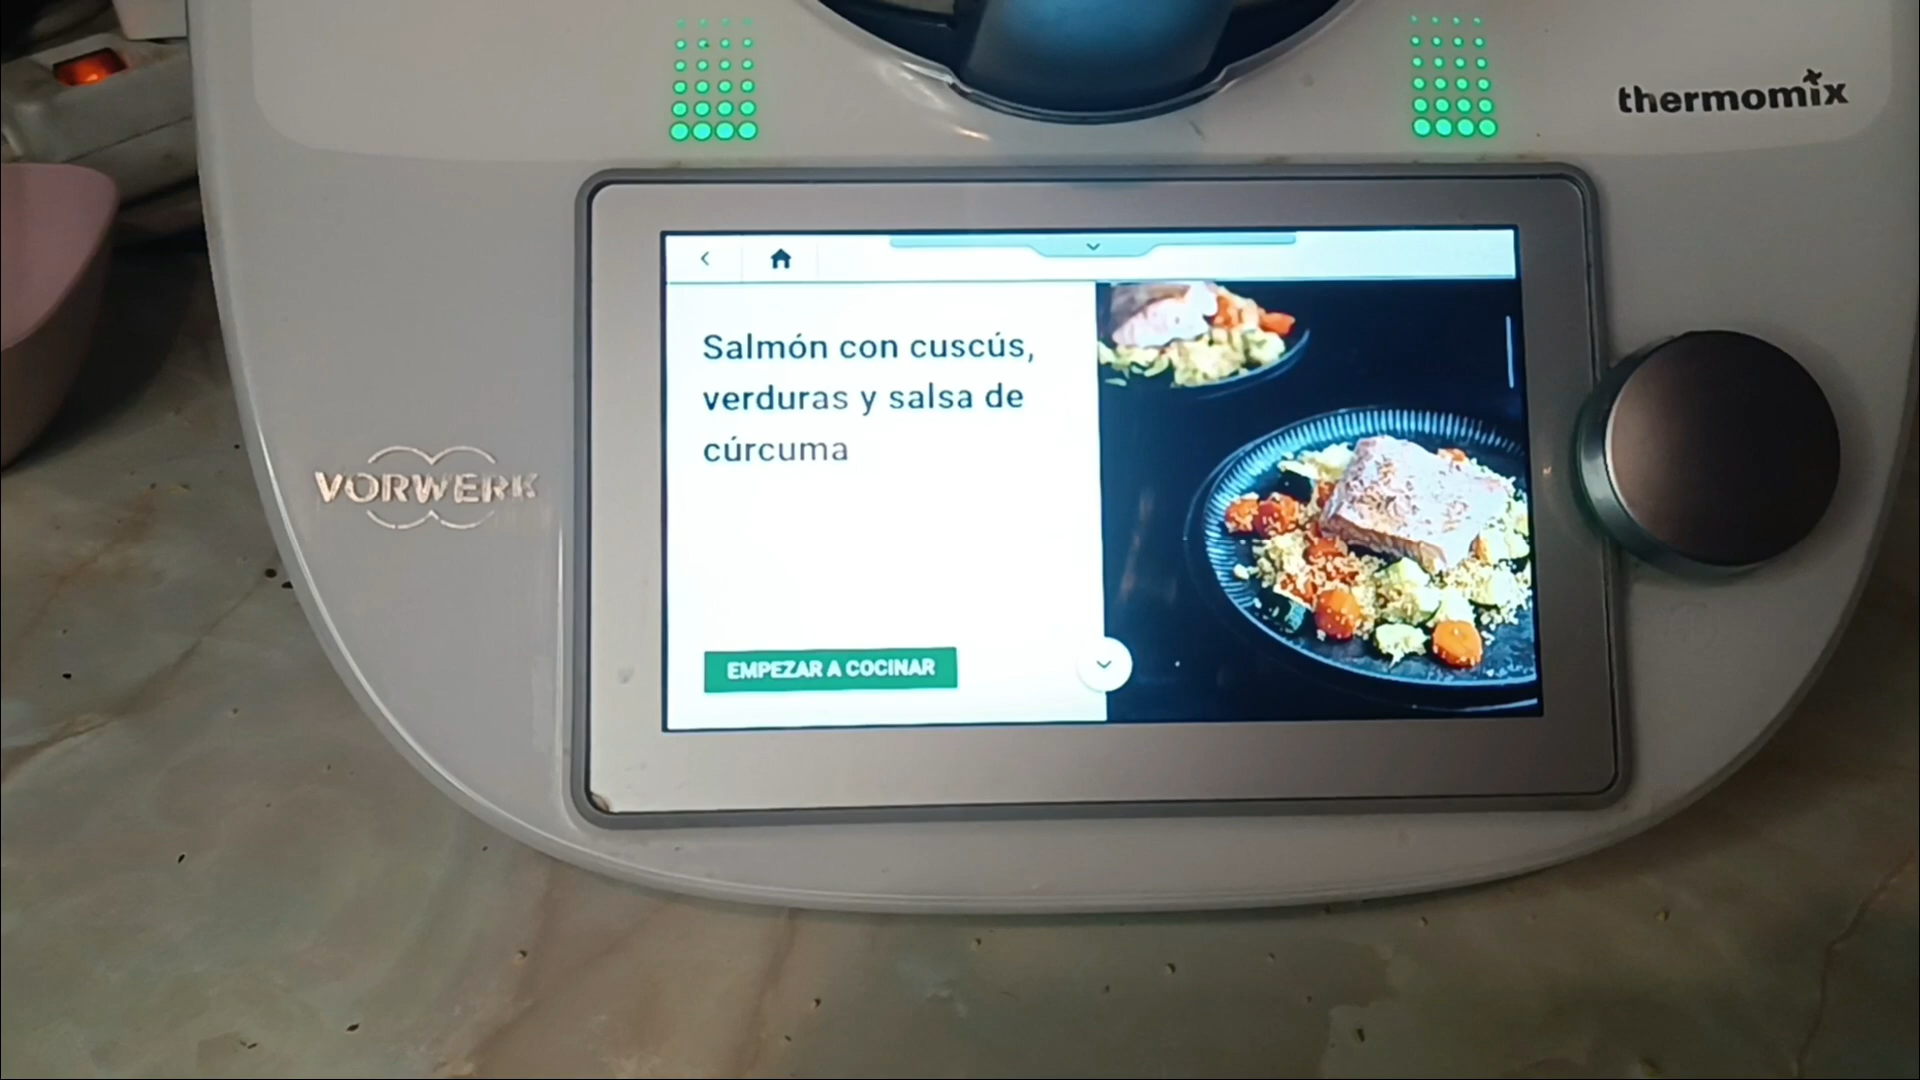 thermomix
Salmón con cuscús,
verduras y salsa de
cúrcuma
VORWERK
EMPEZAR A COCINAR